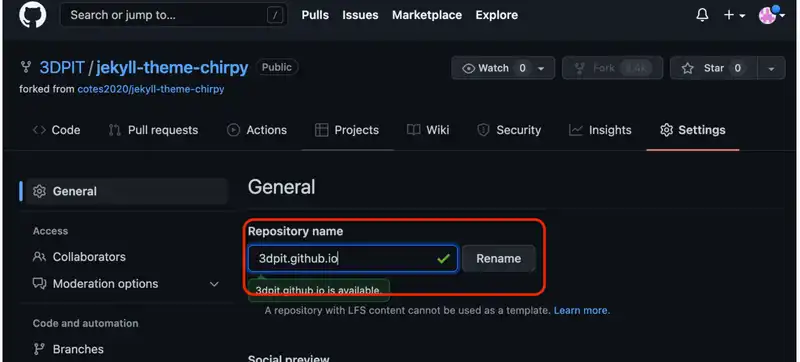 Search or jump to...
/
Pulls
Issues
Marketplace
Explore
3DPIT / jekyll-theme-chirpy
Public
Watch 0
Fork
Star 0
forked from cotes2020/jekyll-theme-chirpy
Code
Pull requests
Actions
Projects
Wiki
Security
Insights
Settings
General
Access
Collaborators
Moderation options
Code and automation
Branches
General
Repository name
3dpit.github.io
Rename
3dpit.github.io is available.
A repository with LFS content cannot be used as a template. Learn more.
Social preview